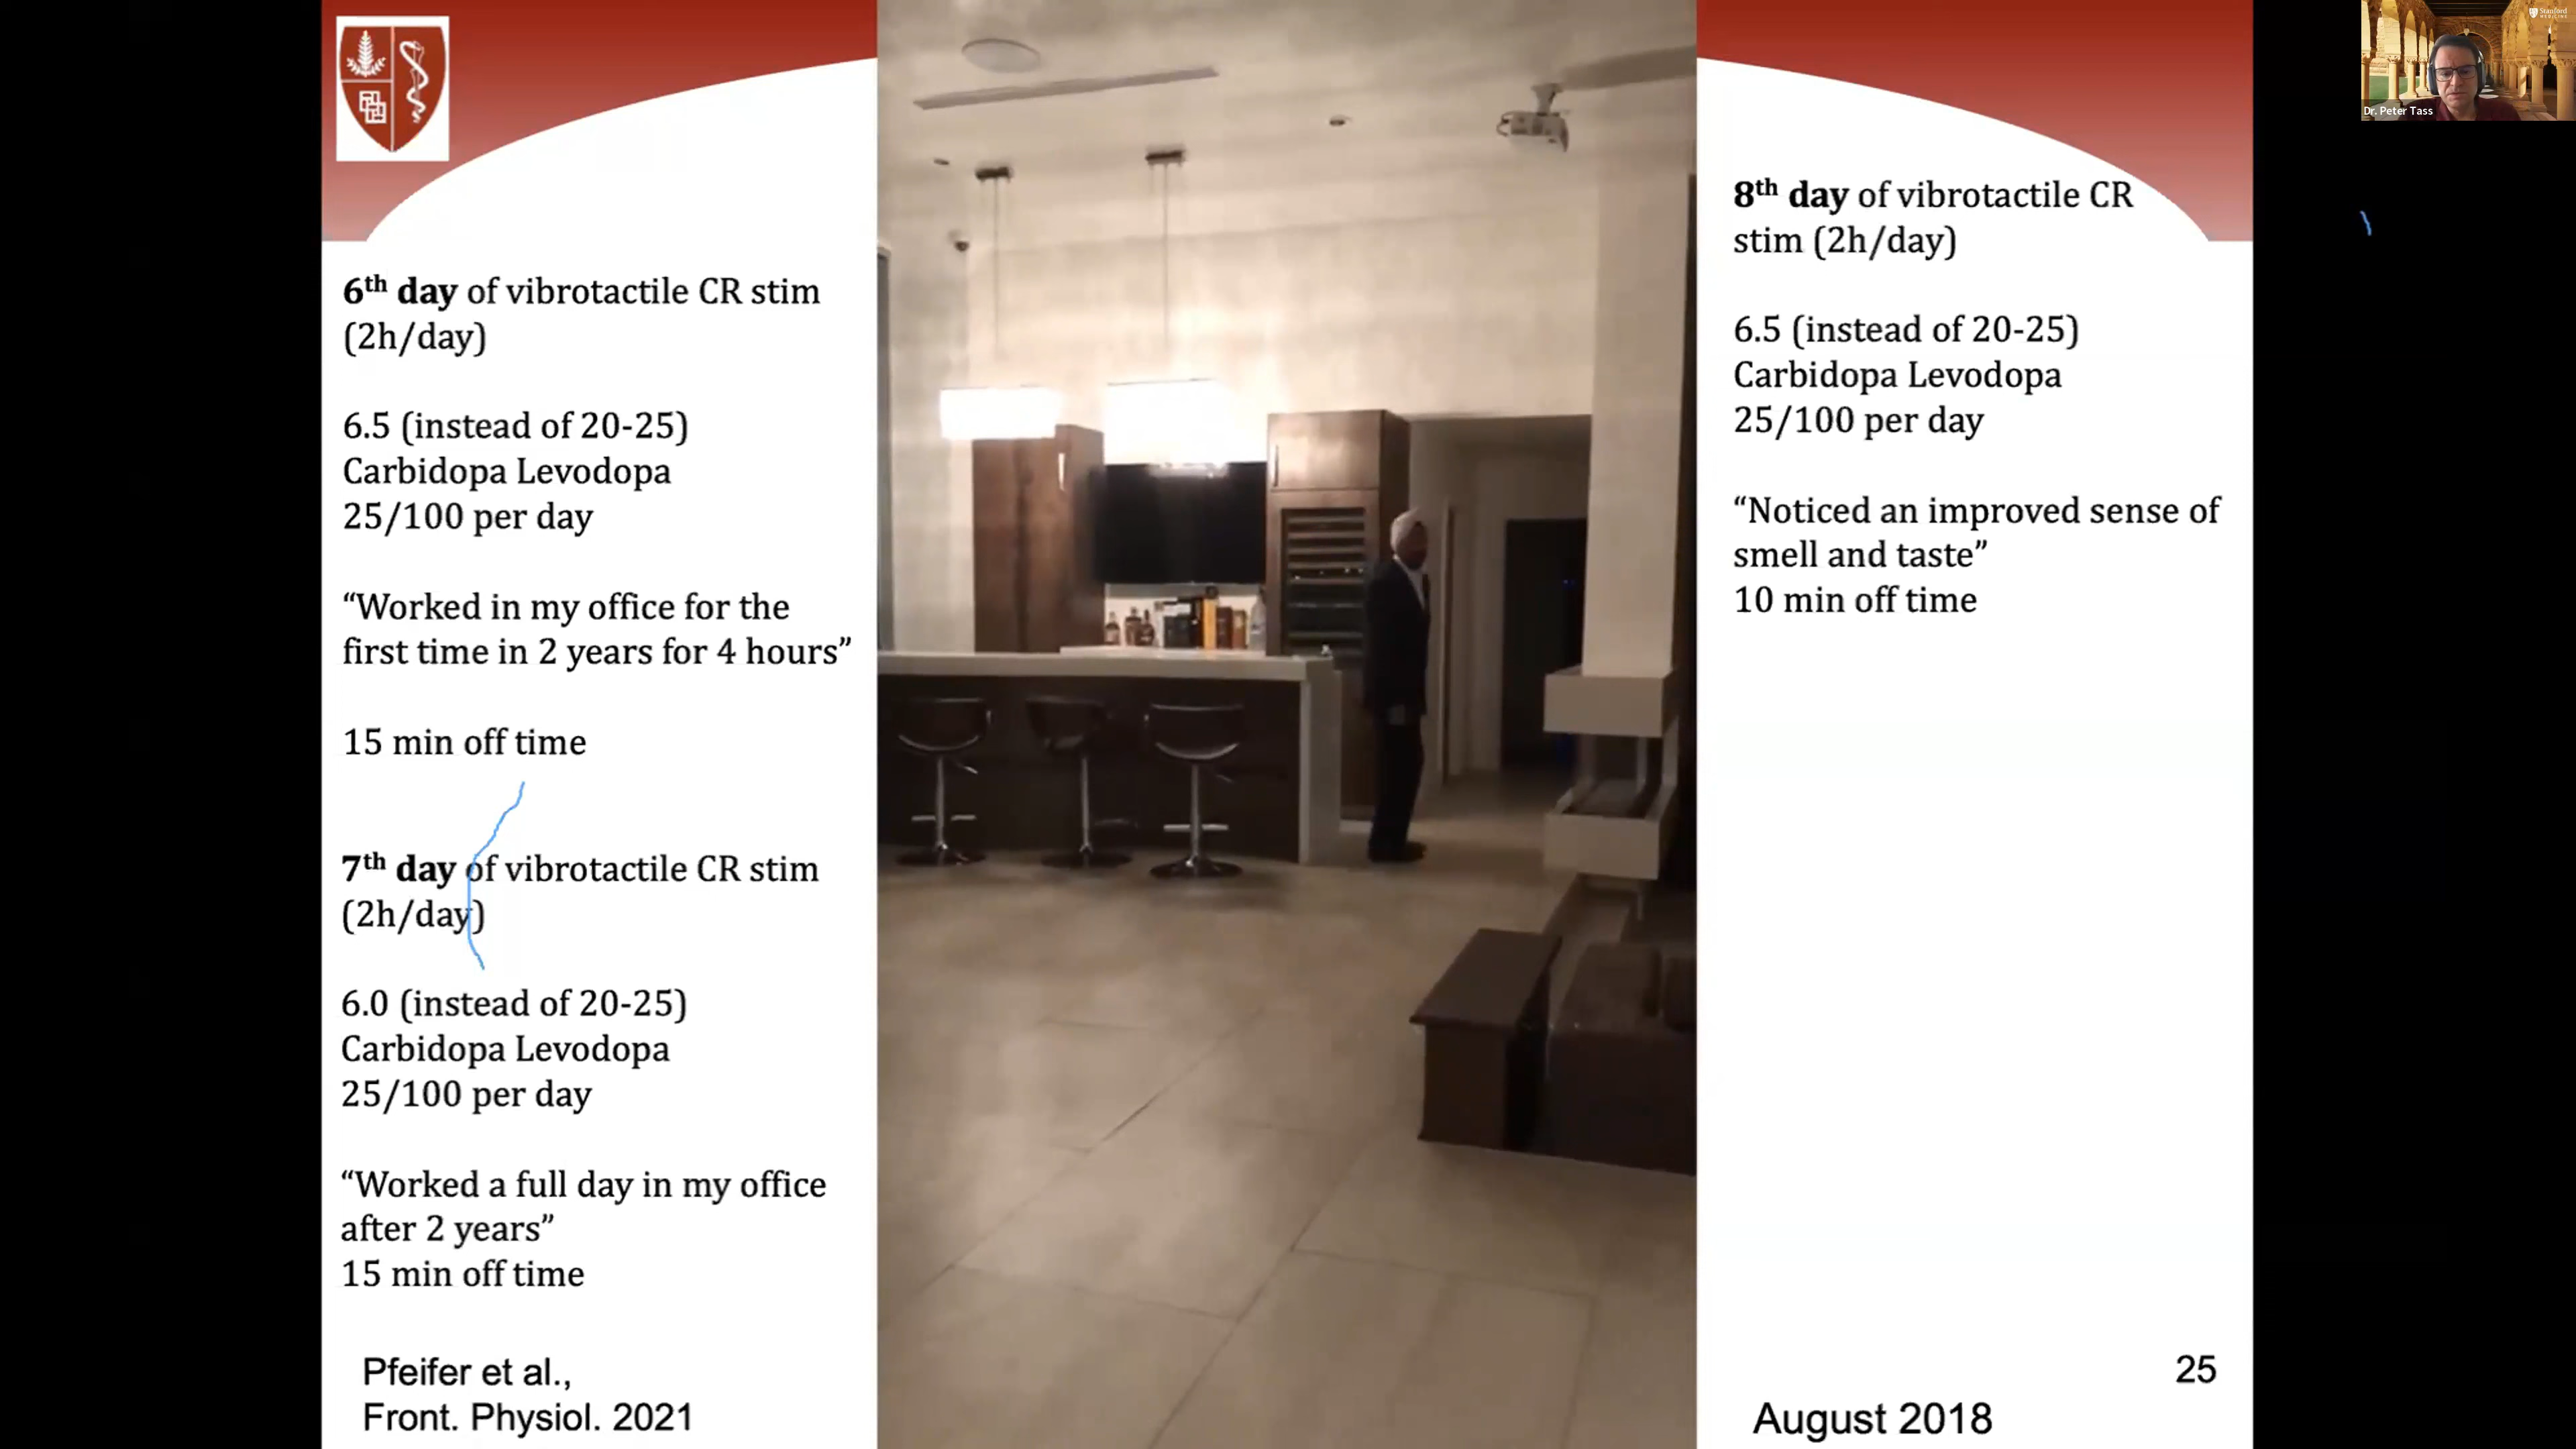 6th day of vibrotactile CR stim
(2h/day)
6.5 (instead of 20-25)
Carbidopa Levodopa
25/100 per day
“Worked in my office for the
first time in 2 years for 4 hours”
15 min off time
7th day of vibrotactile CR stim
(2h/day)
6.0 (instead of 20-25)
Carbidopa Levodopa
25/100 per day
“Worked a full day in my office
after 2 years”
15 min off time
Pfeifer et al.,
Front. Physiol. 2021
8th day of vibrotactile CR
stim (2h/day)
6.5 (instead of 20-25)
Carbidopa Levodopa
25/100 per day
“Noticed an improved sense of
smell and taste”
10 min off time
25
August 2018
Stanford
MEDICINE
Dr. Peter Tass